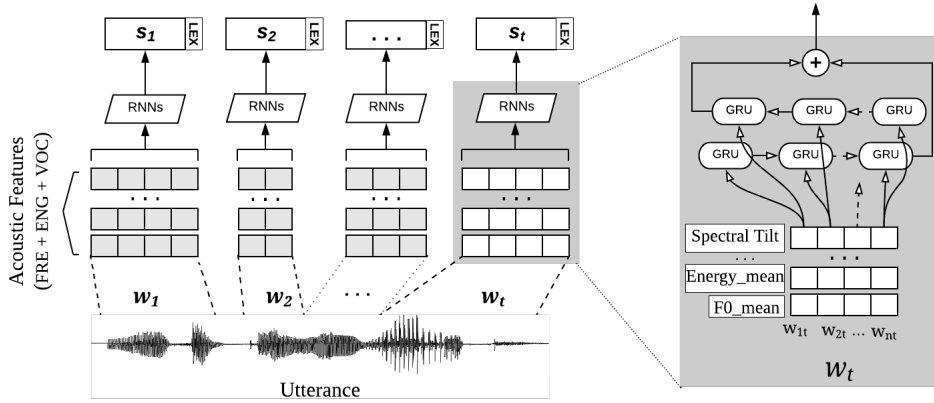 s1 LEX s2 LEX ... LEX st LEX
RNNs RNNs RNNs RNNs
Acoustic Features
(FRE + ENG + VOC)
... ... ... ...
w1 w2 ... wt
Utterance
+
GRU GRU GRU
GRU GRU GRU
Spectral Tilt
... ...
Energy_mean
F0_mean
w1t w2t ... wnt
wt